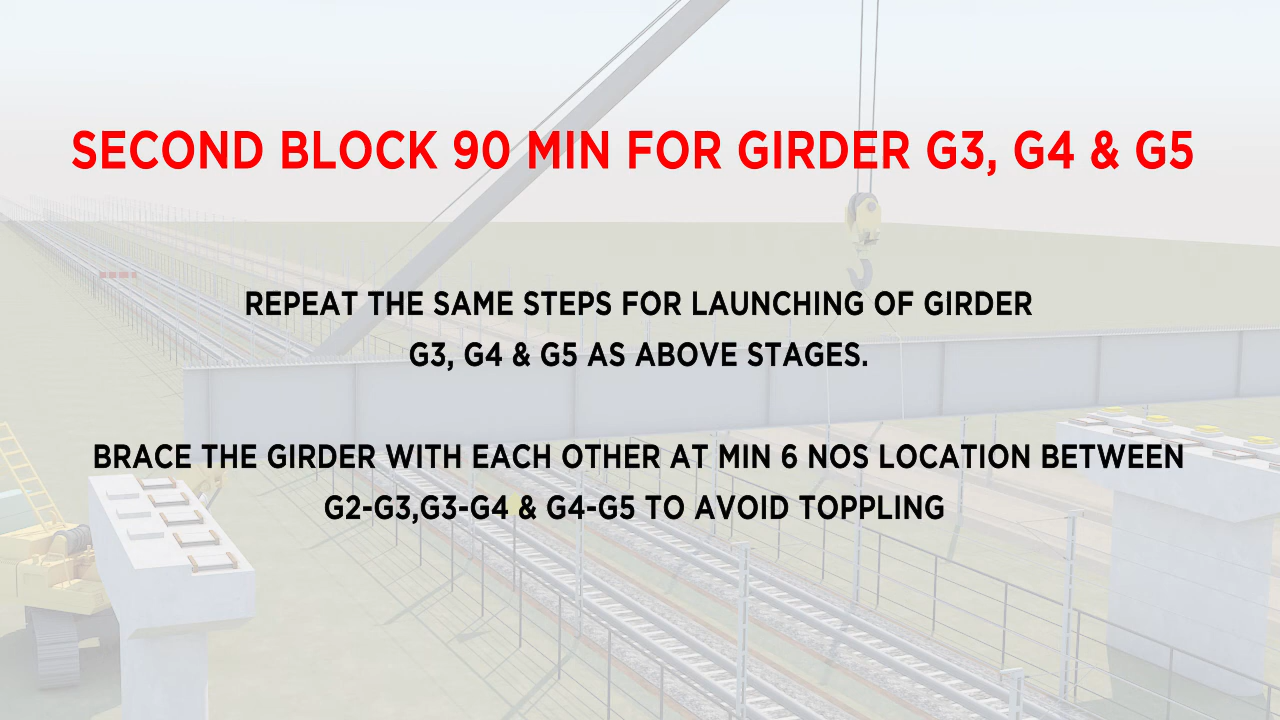 SECOND BLOCK 90 MIN FOR GIRDER G3, G4 & G5
REPEAT THE SAME STEPS FOR LAUNCHING OF GIRDER
G3, G4 & G5 AS ABOVE STAGES.
BRACE THE GIRDER WITH EACH OTHER AT MIN 6 NOS LOCATION BETWEEN
G2-G3,G3-G4 & G4-G5 TO AVOID TOPPLING